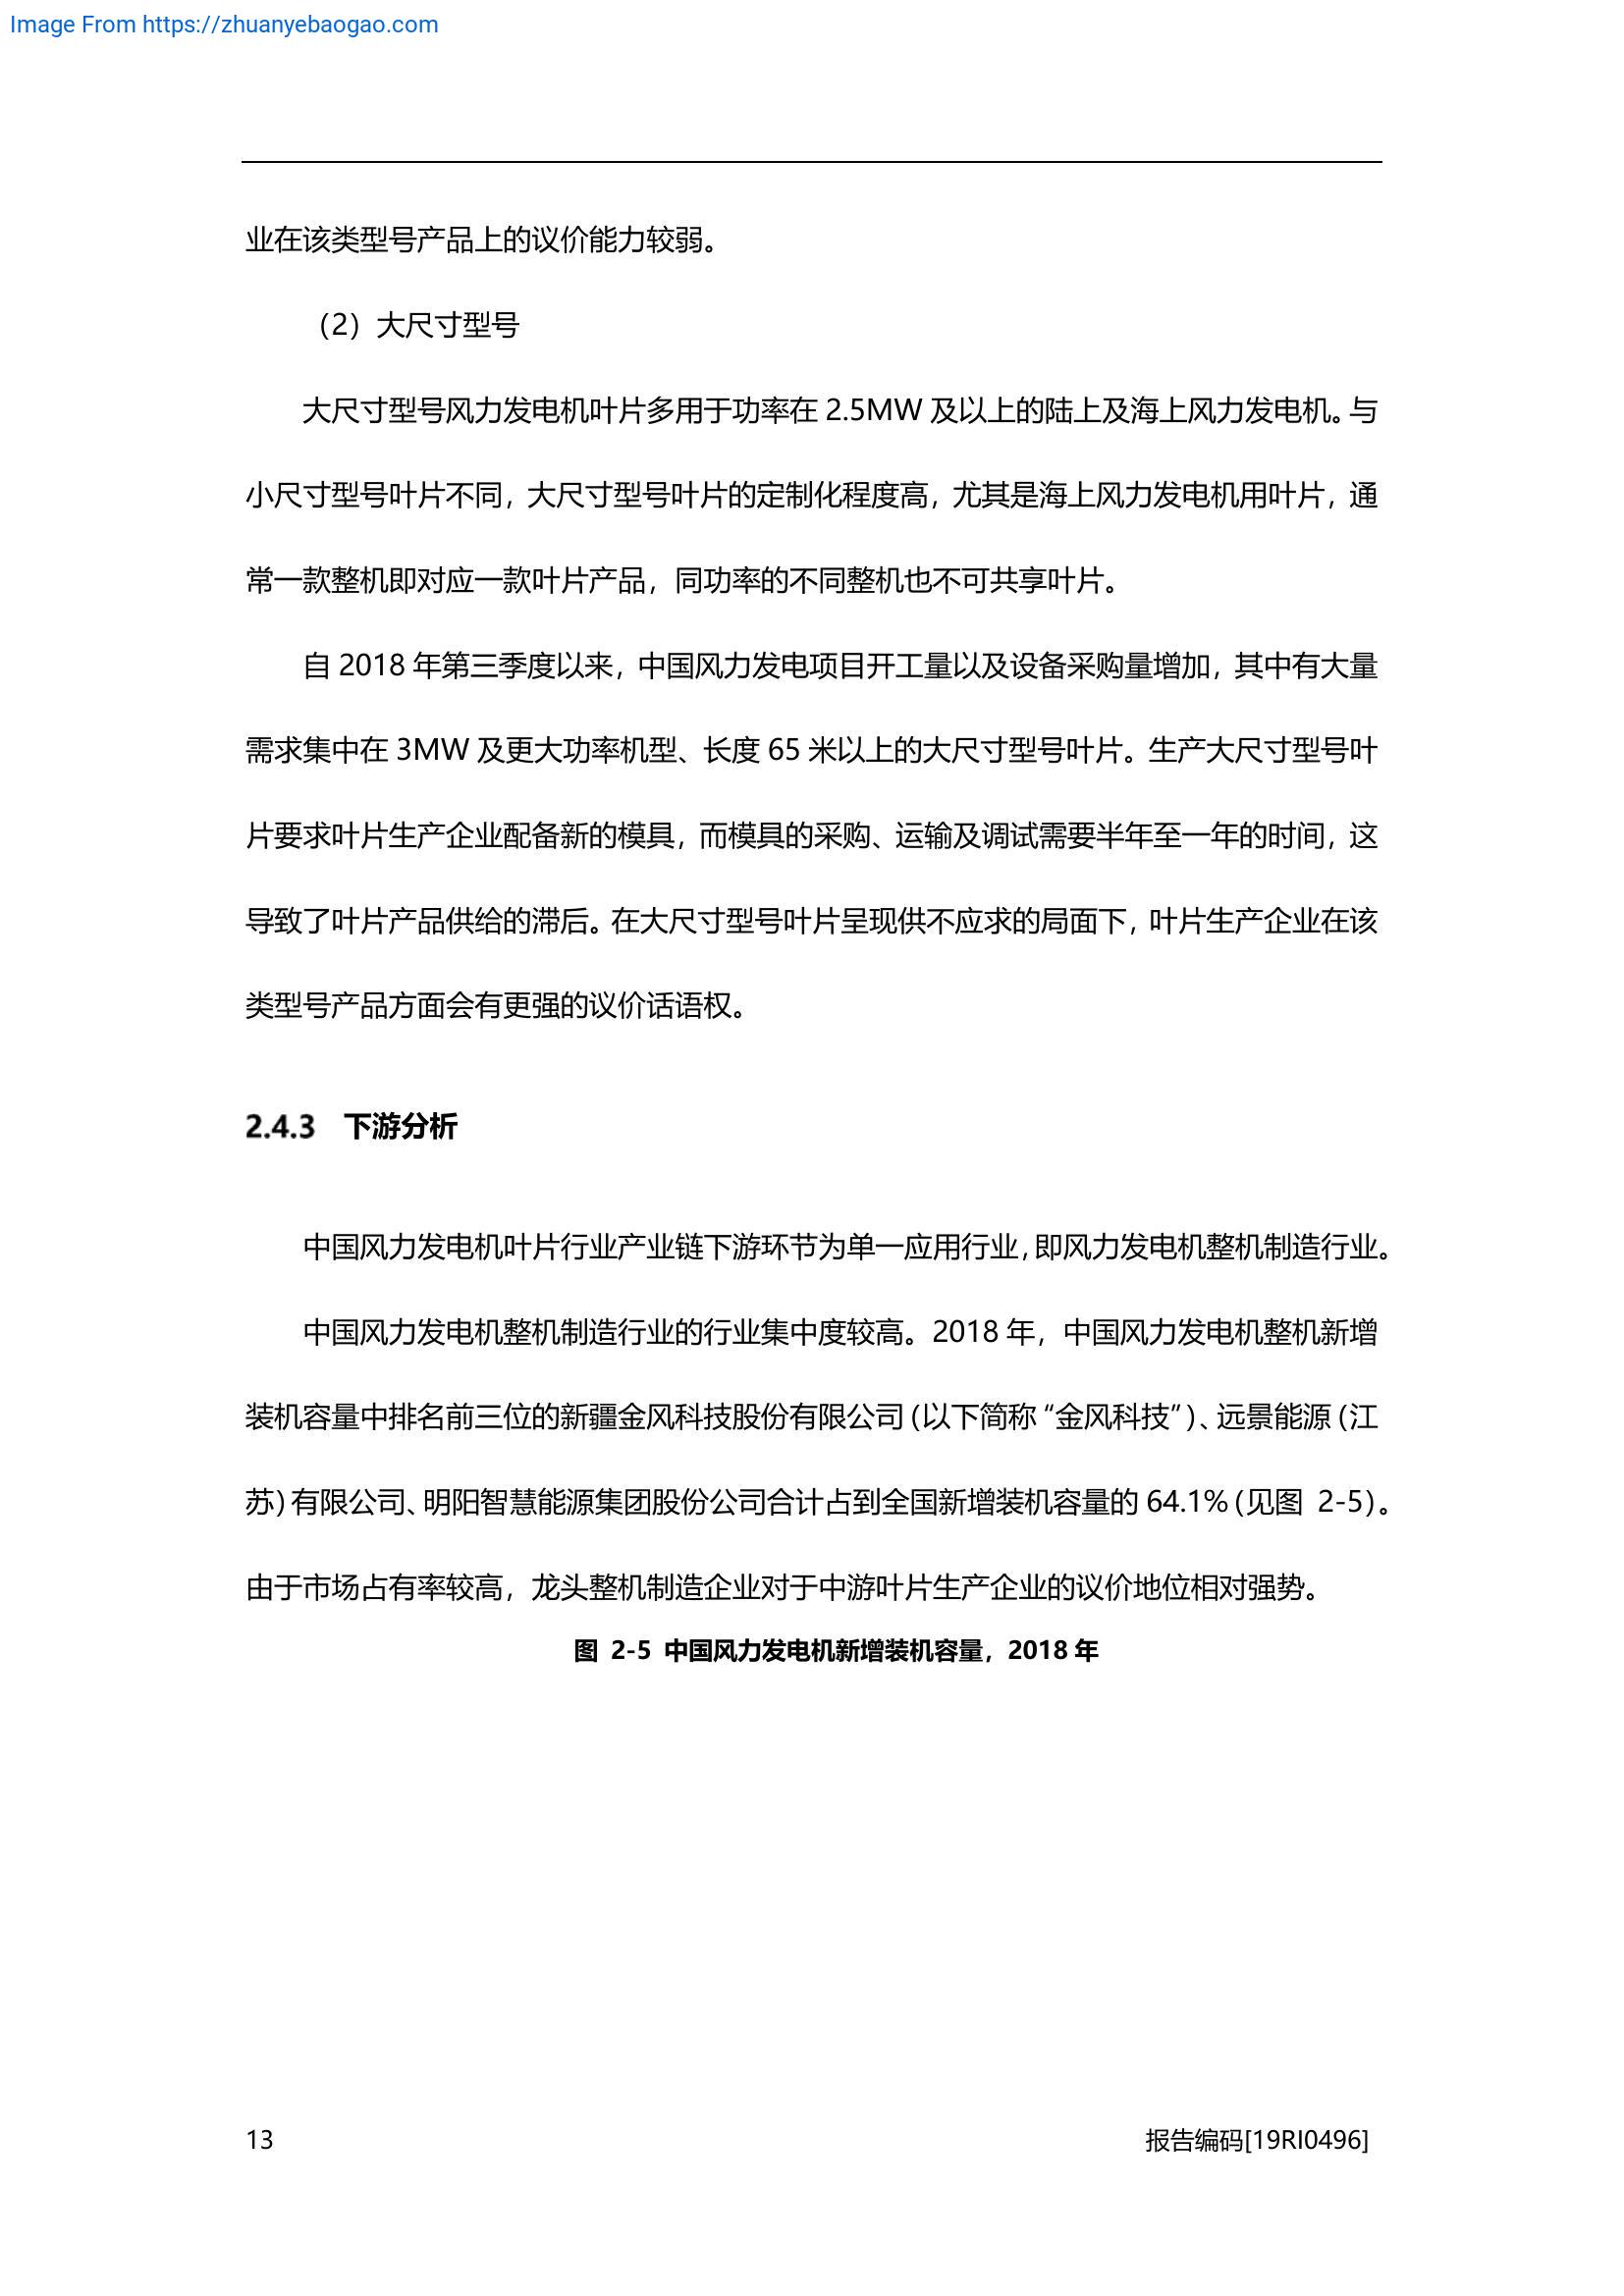 Image From https://zhuanyebaogao.com
业在该类型号产品上的议价能力较弱。
（2）大尺寸型号
大尺寸型号风力发电机叶片多用于功率在 2.5MW 及以上的陆上及海上风力发电机。与
小尺寸型号叶片不同，大尺寸型号叶片的定制化程度高，尤其是海上风力发电机用叶片，通
常一款整机即对应一款叶片产品，同功率的不同整机也不可共享叶片。
自 2018 年第三季度以来，中国风力发电项目开工量以及设备采购量增加，其中有大量
需求集中在 3MW 及更大功率机型、长度 65 米以上的大尺寸型号叶片。生产大尺寸型号叶
片要求叶片生产企业配备新的模具，而模具的采购、运输及调试需要半年至一年的时间，这
导致了叶片产品供给的滞后。在大尺寸型号叶片呈现供不应求的局面下，叶片生产企业在该
类型号产品方面会有更强的议价话语权。
2.4.3 下游分析
中国风力发电机叶片行业产业链下游环节为单一应用行业，即风力发电机整机制造行业。
中国风力发电机整机制造行业的行业集中度较高。2018 年，中国风力发电机整机新增
装机容量中排名前三位的新疆金风科技股份有限公司（以下简称“金风科技”）、远景能源（江
苏）有限公司、明阳智慧能源集团股份公司合计占到全国新增装机容量的 64.1%（见图 2-5）。
由于市场占有率较高，龙头整机制造企业对于中游叶片生产企业的议价地位相对强势。
图 2-5 中国风力发电机新增装机容量，2018 年
13 报告编码[19RI0496]